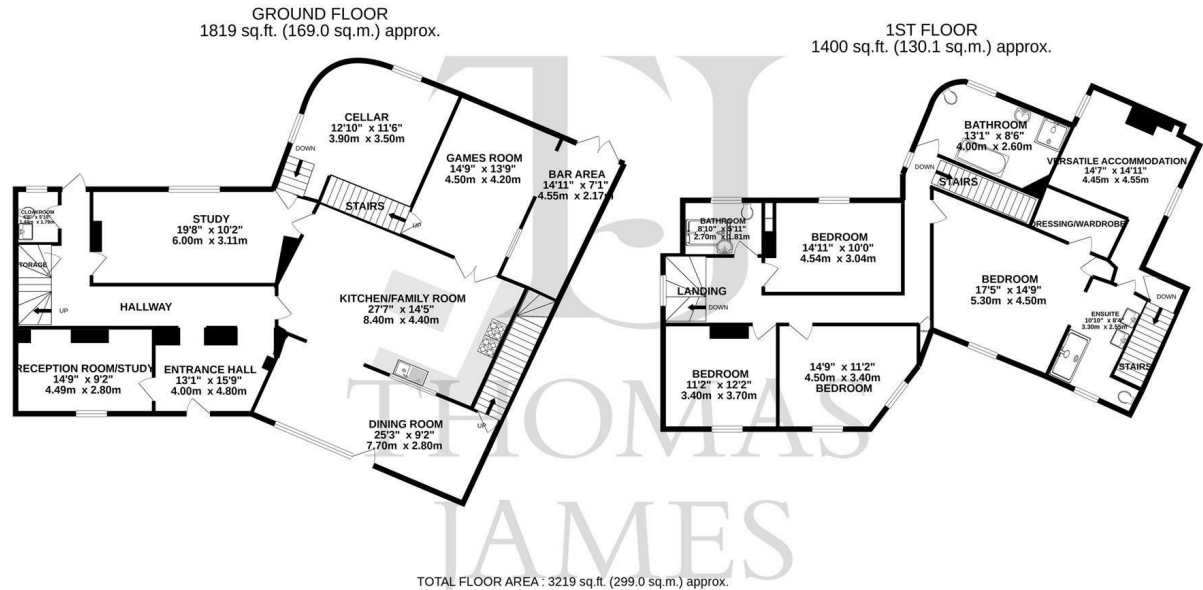 GROUND FLOOR
1819 sq.ft. (169.0 sq.m.) approx.
CELLAR
12'10" x 11'6"
3.90m x 3.50m
DOWN
GAMES ROOM
14'9" x 13'9"
4.50m x 4.20m
BAR AREA
14'11" x 7'1"
4.55m x 2.17m
STAIRS
UP
CLOAKROOM
STUDY
19'8" x 10'2"
6.00m x 3.11m
TORAGE
UP
HALLWAY
KITCHEN/FAMILY ROOM
27'7" x 14'5"
8.40m x 4.40m
RECEPTION ROOM/STUDY
14'9" x 9'2"
4.49m x 2.80m
ENTRANCE HALL
13'1" x 15'9"
4.00m x 4.80m
DINING ROOM
25'3" x 9'2"
7.70m x 2.80m
UP
1ST FLOOR
1400 sq.ft. (130.1 sq.m.) approx.
BATHROOM
13'1" x 8'6"
4.00m x 2.60m
VERSATILE ACCOMMODATION
14'7" x 14'11"
4.45m x 4.55m
DOWN
STAIRS
DRESSING/WARDROBE
BATHROOM
8'10" x 5'11"
2.70m x 1.81m
BEDROOM
14'11" x 10'0"
4.54m x 3.04m
BEDROOM
17'5" x 14'9"
5.30m x 4.50m
LANDING
DOWN
ENSUITE
10'10" x 8'4"
3.30m x 2.55m
DOWN
STAIRS
BEDROOM
11'2" x 12'2"
3.40m x 3.70m
14'9" x 11'2"
4.50m x 3.40m
BEDROOM
TJ
THOMAS
JAMES
TOTAL FLOOR AREA : 3219 sq.ft. (299.0 sq.m.) approx.